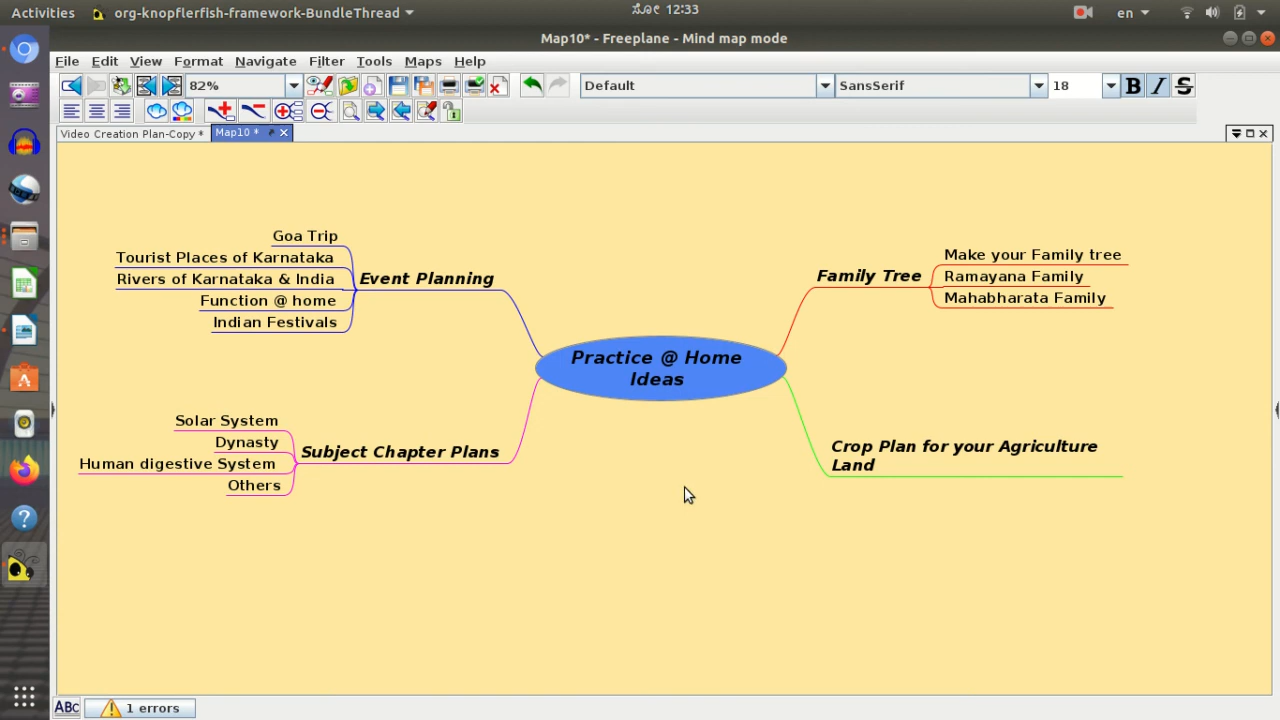 Activities
org-knopflerfish-framework-BundleThread
ಸೋಮ 12:33
en
Map10* - Freeplane - Mind map mode
File Edit View Format Navigate Filter Tools Maps Help
82%
Default
SansSerif
18
B I S
Video Creation Plan-Copy *
Map10 *
Goa Trip
Tourist Places of Karnataka
Rivers of Karnataka & India
Function @ home
Indian Festivals
Event Planning
Family Tree
Make your Family tree
Ramayana Family
Mahabharata Family
Practice @ Home
Ideas
Solar System
Dynasty
Human digestive System
Others
Subject Chapter Plans
Crop Plan for your Agriculture
Land
ABC
1 errors